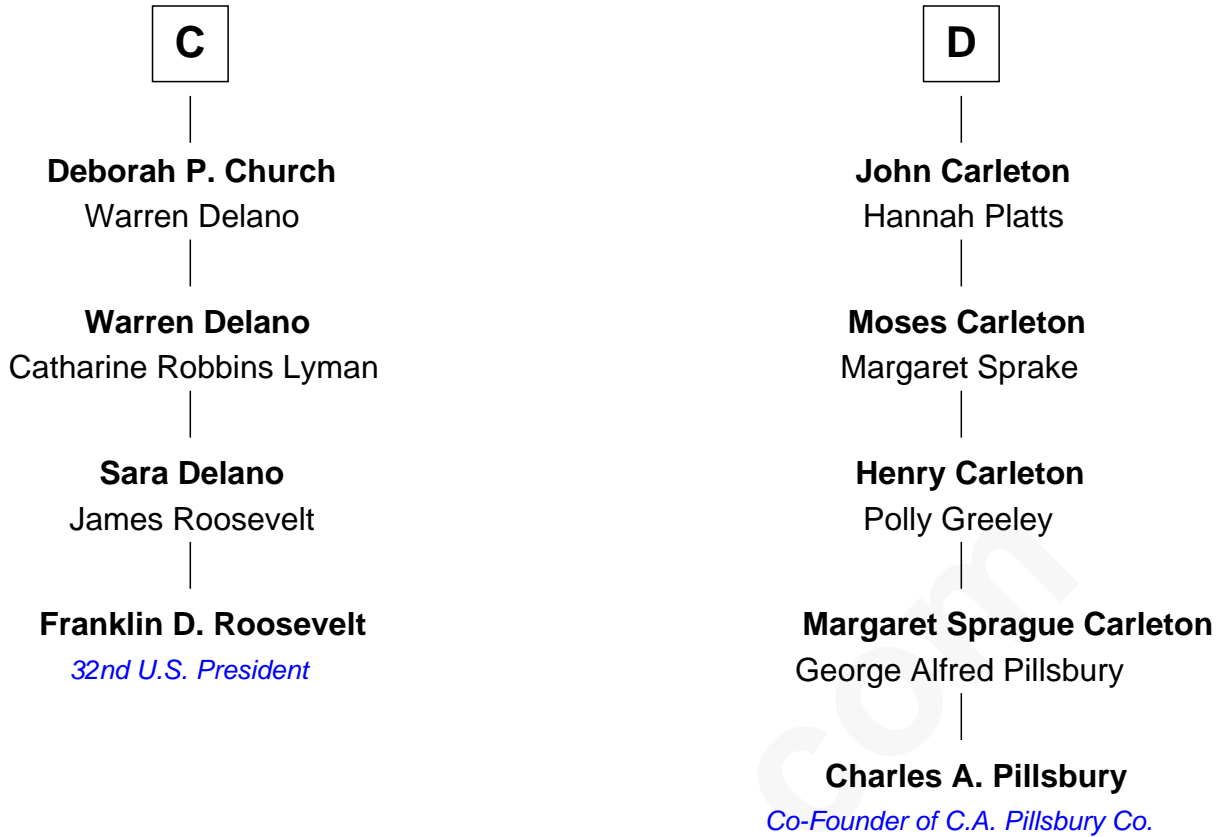 C
Deborah P. Church
Warren Delano
Warren Delano
Catharine Robbins Lyman
Sara Delano
James Roosevelt
Franklin D. Roosevelt
32nd U.S. President
D
John Carleton
Hannah Platts
Moses Carleton
Margaret Sprake
Henry Carleton
Polly Greeley
Margaret Sprague Carleton
George Alfred Pillsbury
Charles A. Pillsbury
Co-Founder of C.A. Pillsbury Co.
com